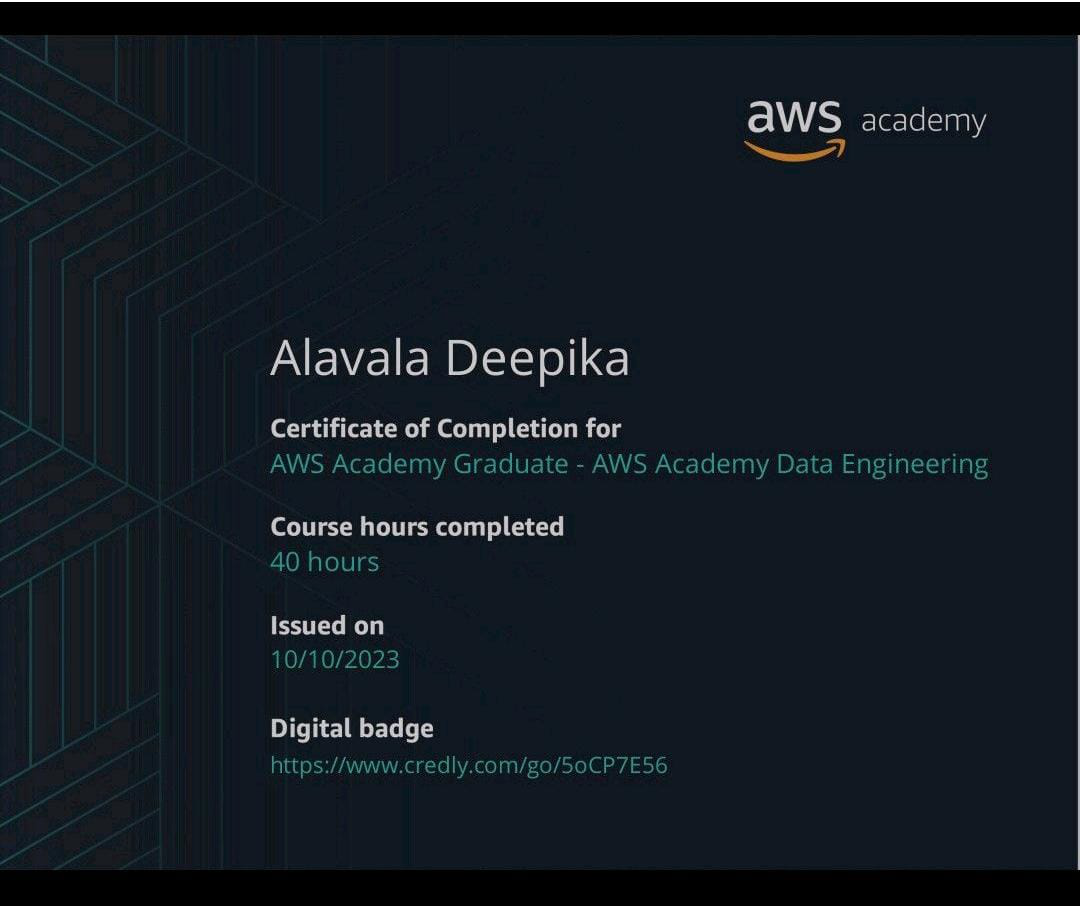 aws academy
Alavala Deepika
Certificate of Completion for
AWS Academy Graduate - AWS Academy Data Engineering
Course hours completed
40 hours
Issued on
10/10/2023
Digital badge
https://www.credly.com/go/5oCP7E56